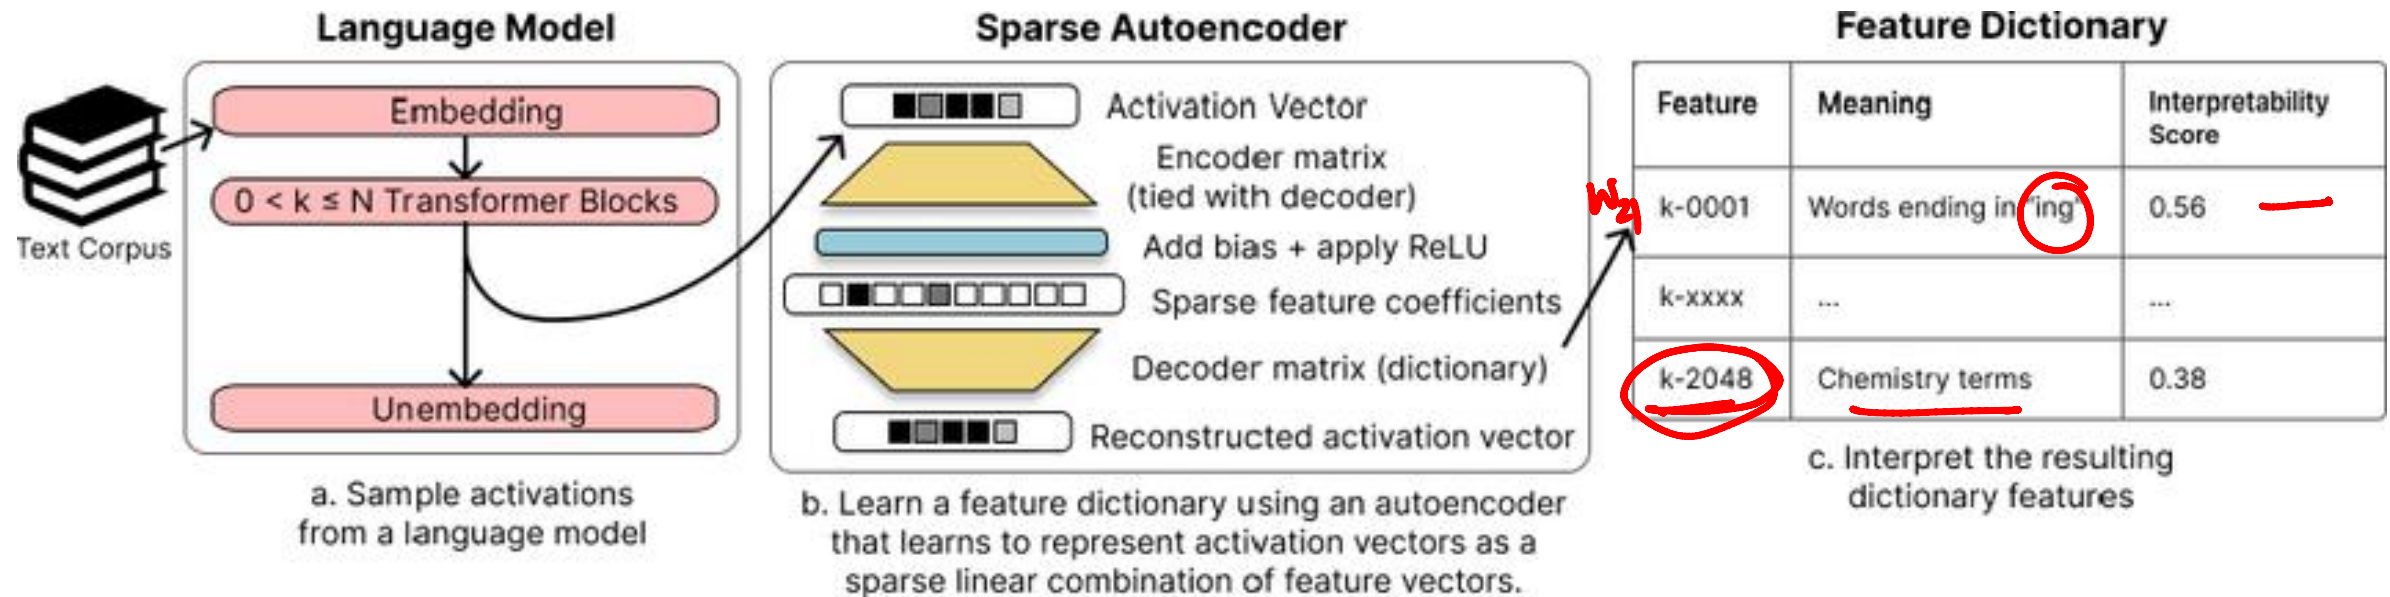 Language Model
Text Corpus
Embedding
0 < k ≤ N Transformer Blocks
Unembedding
a. Sample activations
from a language model
Sparse Autoencoder
Activation Vector
Encoder matrix
(tied with decoder)
Add bias + apply ReLU
Sparse feature coefficients
Decoder matrix (dictionary)
Reconstructed activation vector
b. Learn a feature dictionary using an autoencoder
that learns to represent activation vectors as a
sparse linear combination of feature vectors.
Feature Dictionary
Feature Meaning Interpretability
Score
k-0001 Words ending in "ing" 0.56
k-xxxx ... ...
k-2048 Chemistry terms 0.38
c. Interpret the resulting
dictionary features